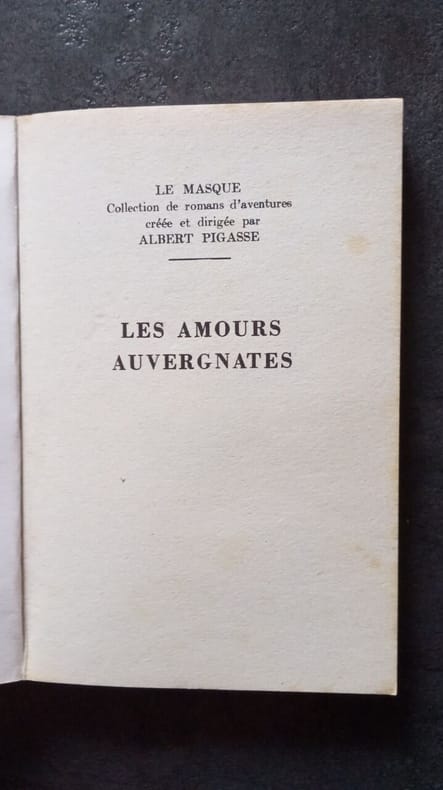 LE MASQUE
Collection de romans d'aventures
créée et dirigée par
ALBERT PIGASSE
LES AMOURS
AUVERGNATES